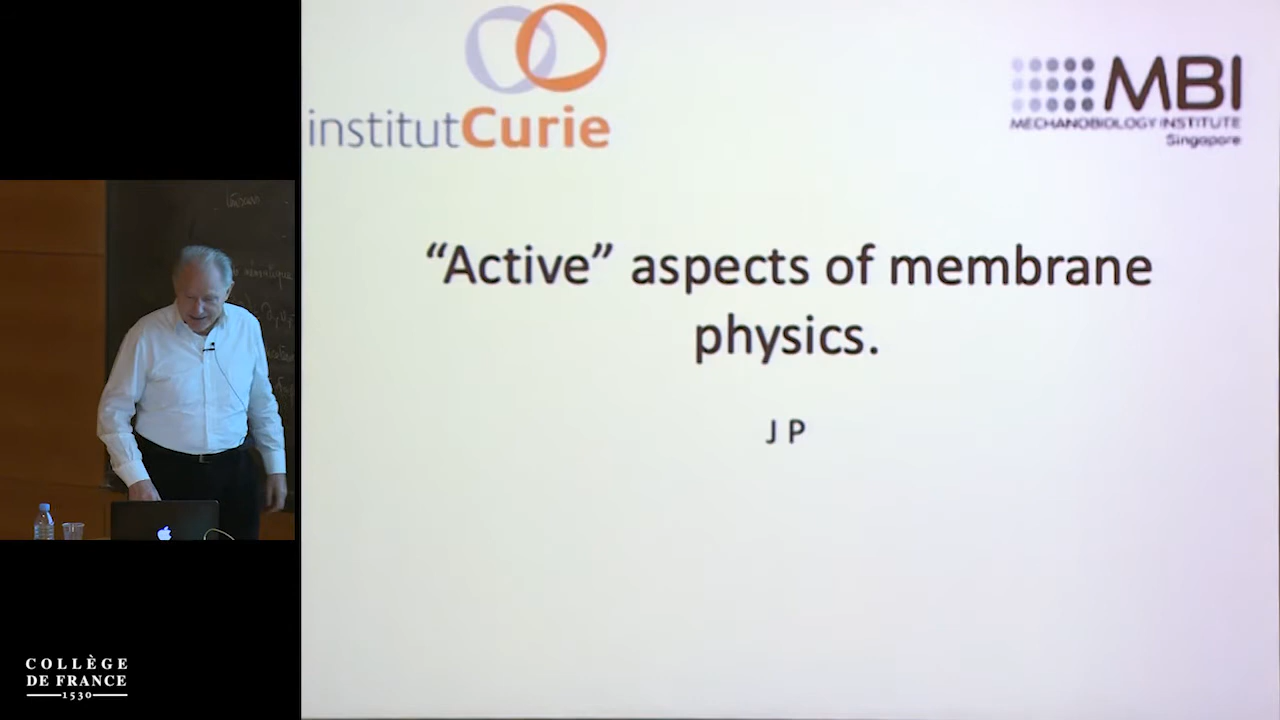 institutCurie
MBI
MECHANOBIOLOGY INSTITUTE
Singapore
“Active” aspects of membrane
physics.
J P
COLLÈGE
DE FRANCE
1530